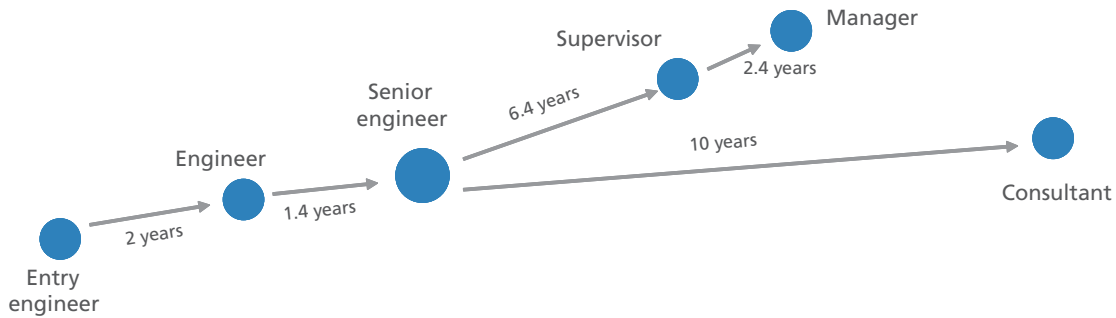 Manager
Supervisor
2.4 years
Senior
engineer
6.4 years
10 years
Engineer
Consultant
1.4 years
2 years
Entry
engineer